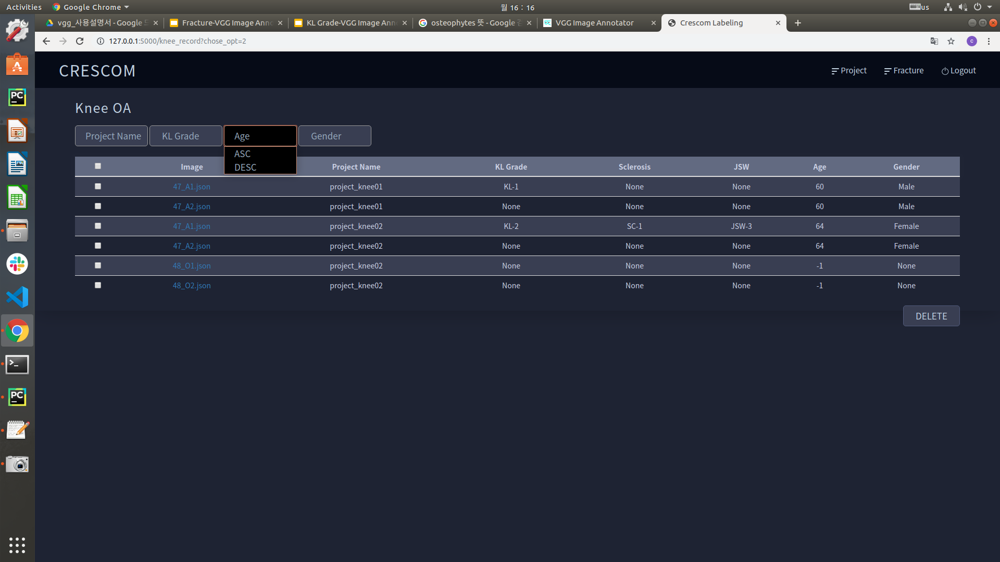 Activities Google Chrome 월 16 : 16 us
vgg_사용설명서 - Google Fracture-VGG Image Anno KL Grade-VGG Image Ann osteophytes 뜻 - Google VGG Image Annotator Crescom Labeling
127.0.0.1:5000/knee_record?chose_opt=2 c
CRESCOM Project Fracture Logout
Knee OA
Project Name KL Grade Age Gender
ASC
DESC
Image Project Name KL Grade Sclerosis JSW Age Gender
47_A1.json project_knee01 KL-1 None None 60 Male
47_A2.json project_knee01 None None None 60 Male
47_A1.json project_knee02 KL-2 SC-1 JSW-3 64 Female
47_A2.json project_knee02 None None None 64 Female
48_O1.json project_knee02 None None None -1 None
48_O2.json project_knee02 None None None -1 None
DELETE